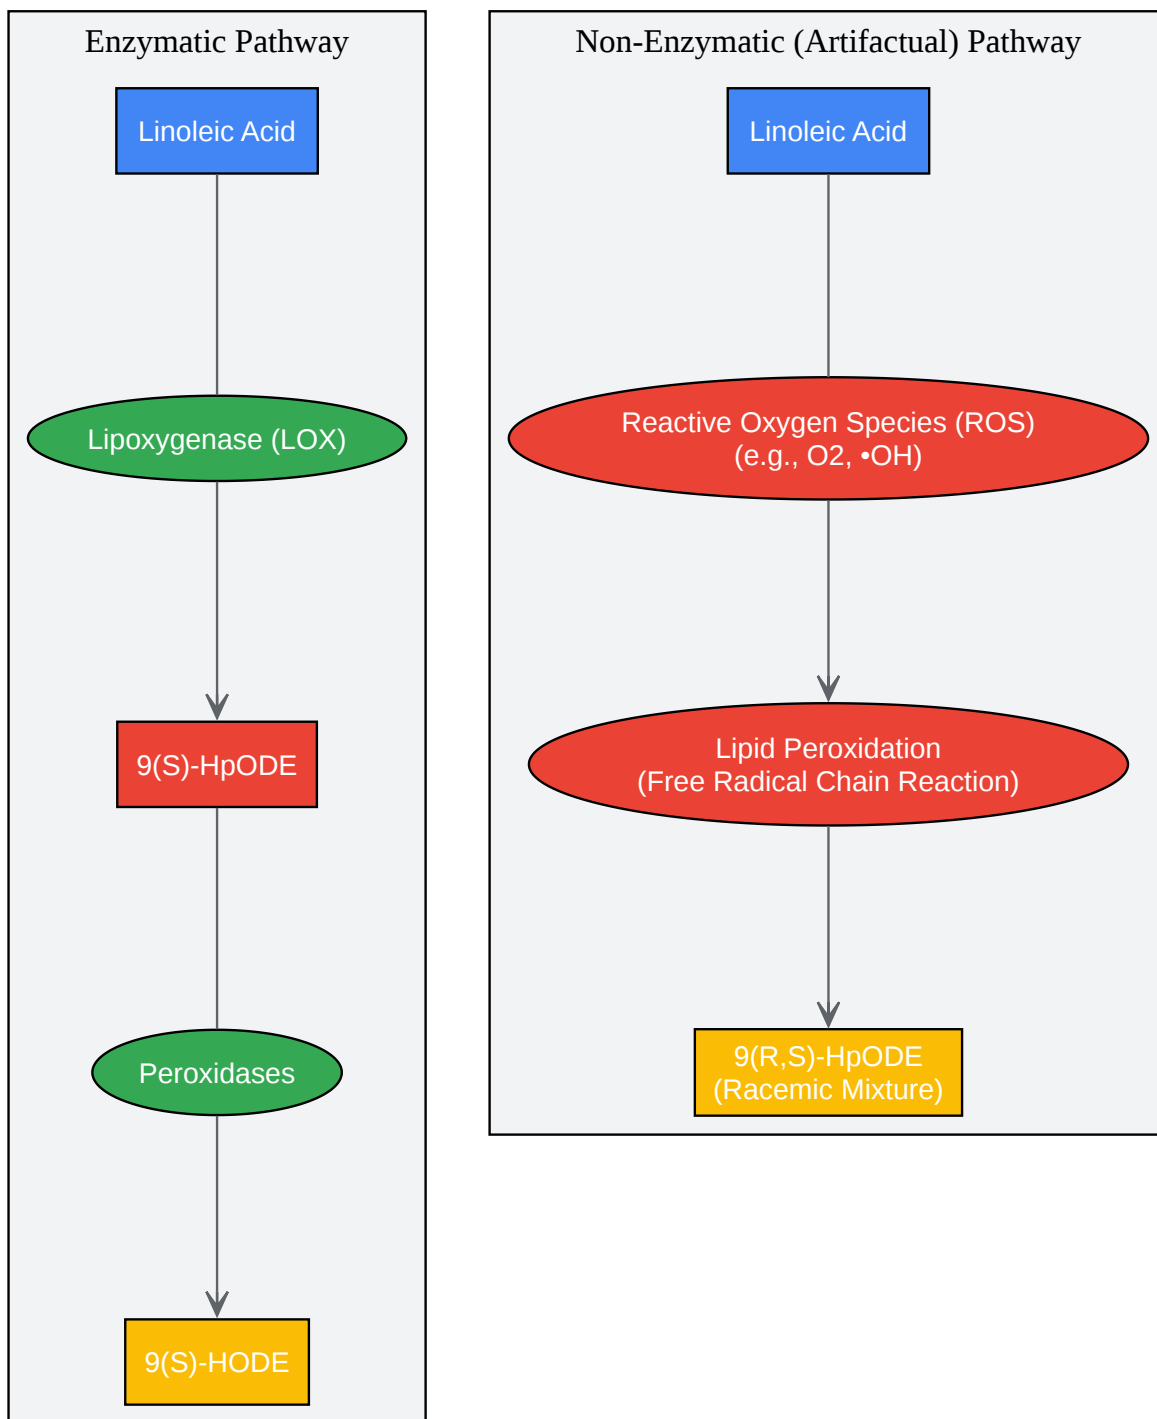 Enzymatic Pathway
Linoleic Acid
Lipoxygenase (LOX)
9(S)-HpODE
Peroxidases
9(S)-HODE
Non-Enzymatic (Artifactual) Pathway
Linoleic Acid
Reactive Oxygen Species (ROS)
(e.g., O2, •OH)
Lipid Peroxidation
(Free Radical Chain Reaction)
9(R,S)-HpODE
(Racemic Mixture)